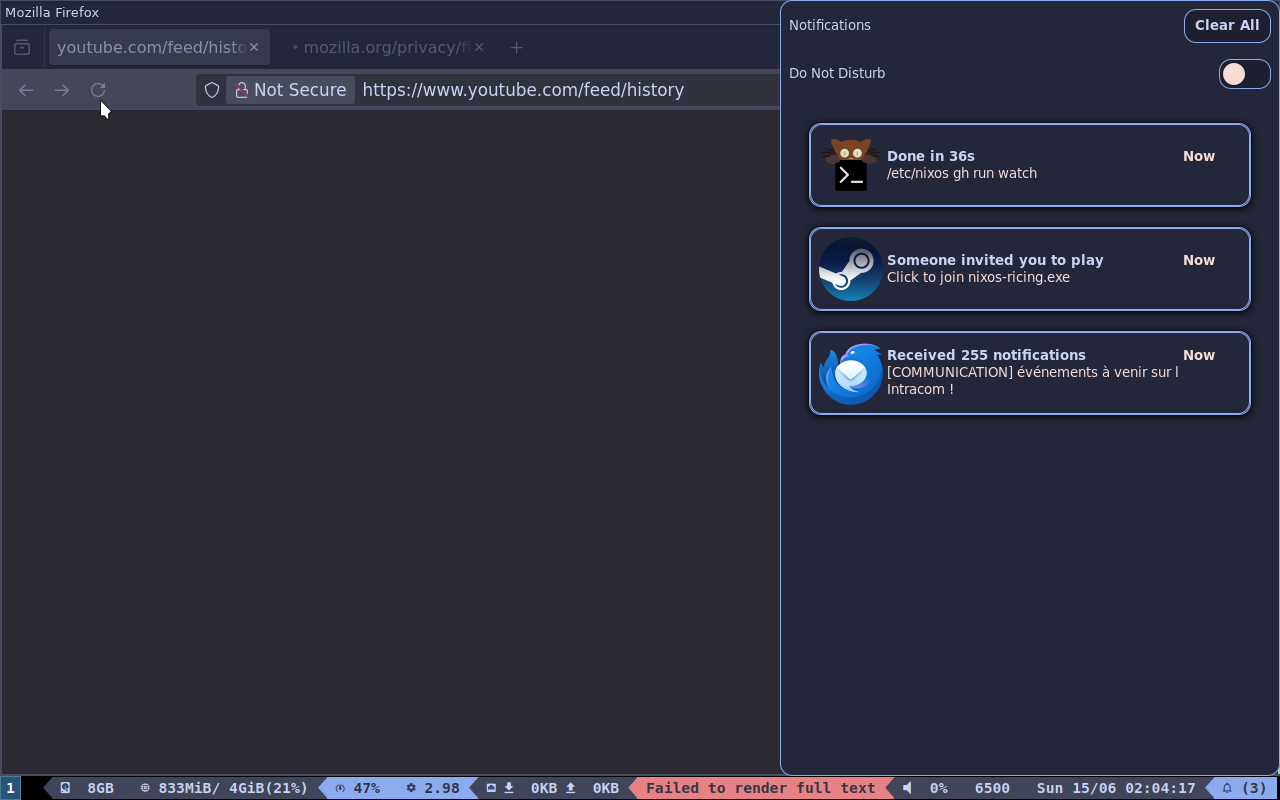 Mozilla Firefox
youtube.com/feed/histo
mozilla.org/privacy/fi
Not Secure
https://www.youtube.com/feed/history
Notifications
Clear All
Do Not Disturb
Done in 36s
Now
/etc/nixos gh run watch
Someone invited you to play
Now
Click to join nixos-ricing.exe
Received 255 notifications
Now
[COMMUNICATION] événements à venir sur l
Intracom !
1 8GB 833MiB/ 4GiB(21%) 47% 2.98 0KB 0KB Failed to render full text 0% 6500 Sun 15/06 02:04:17 (3)